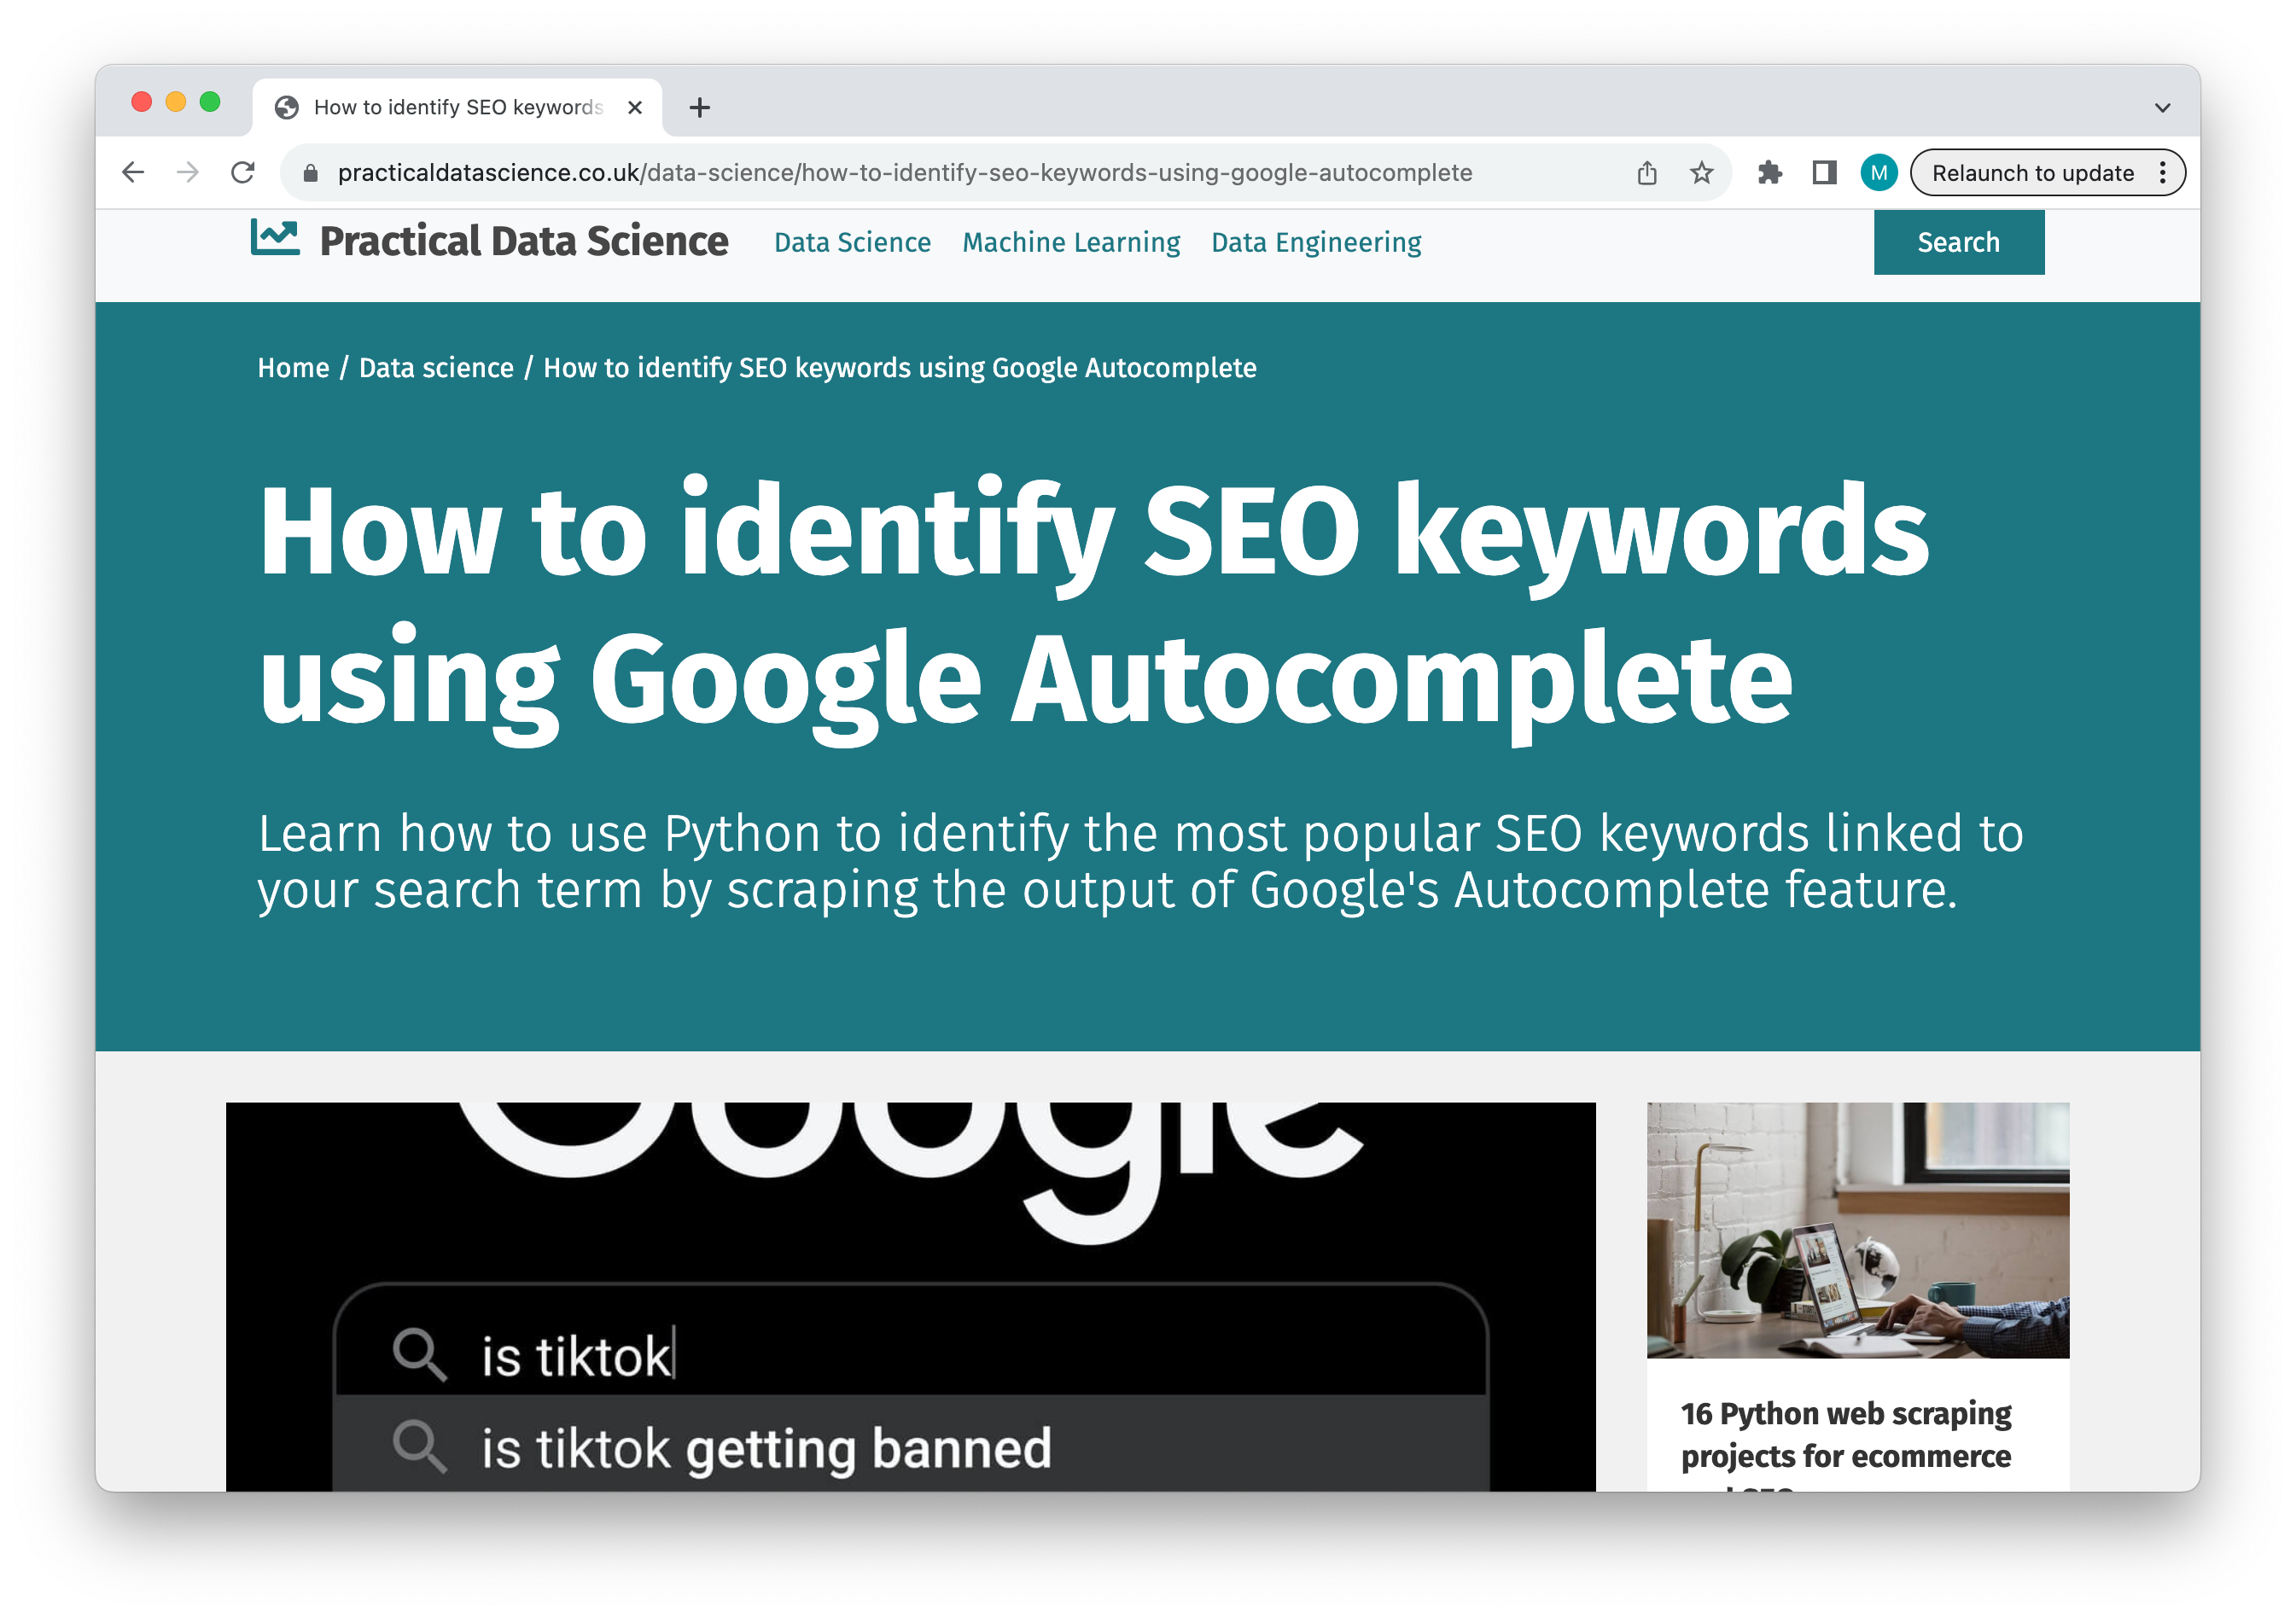 How to identify SEO keywords
practicaldatascience.co.uk/data-science/how-to-identify-seo-keywords-using-google-autocomplete
M
Relaunch to update
Practical Data Science
Data Science
Machine Learning
Data Engineering
Search
Home / Data science / How to identify SEO keywords using Google Autocomplete
How to identify SEO keywords
using Google Autocomplete
Learn how to use Python to identify the most popular SEO keywords linked to
your search term by scraping the output of Google's Autocomplete feature.
Google
is tiktok
is tiktok getting banned
16 Python web scraping
projects for ecommerce
and SEO